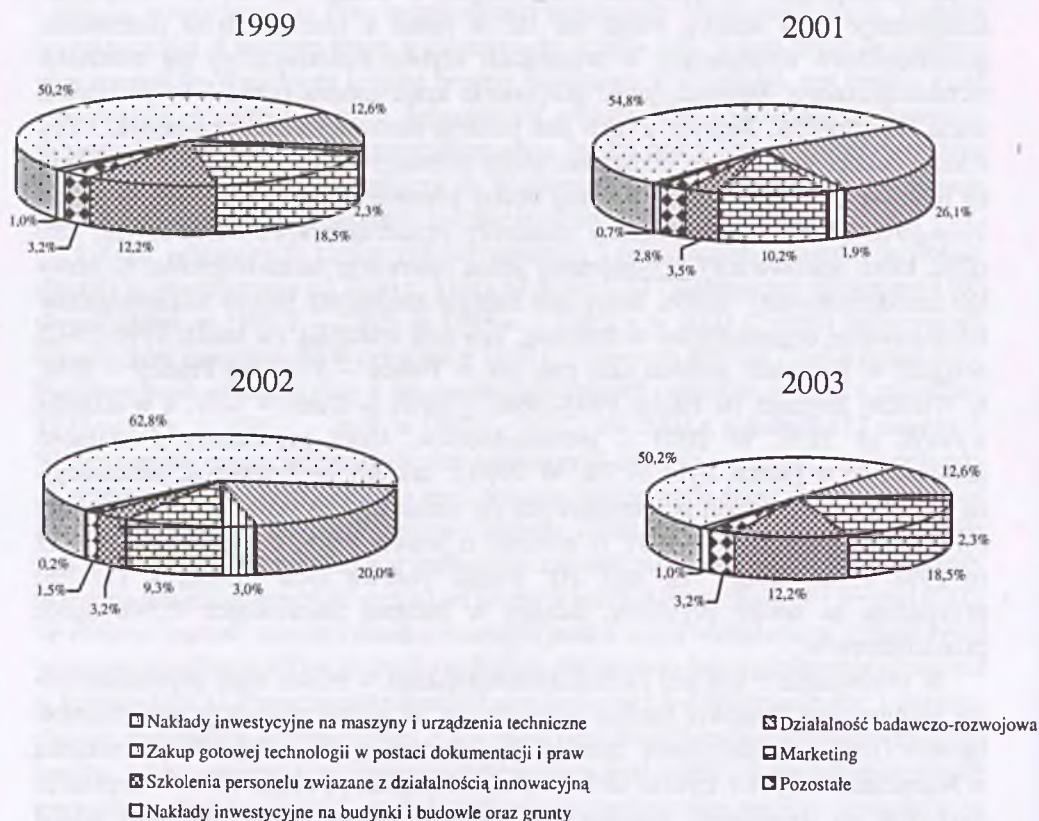 1999 2001
50,2% 12,6% 54,8%
1,0% 3,2% 12,2% 18,5% 2,3% 0,7% 2,8% 3,5% 10,2% 1,9% 26,1%
2002 2003
62,8% 50,2% 12,6%
0,2% 1,5% 3,2% 9,3% 3,0% 20,0% 1,0% 3,2% 12,2% 18,5% 2,3%
Nakłady inwestycyjne na maszyny i urządzenia techniczne Działalność badawczo-rozwojowa
Zakup gotowej technologii w postaci dokumentacji i praw Marketing
Szkolenia personelu związane z działalnością innowacyjną Pozostałe
Nakłady inwestycyjne na budynki i budowle oraz grunty